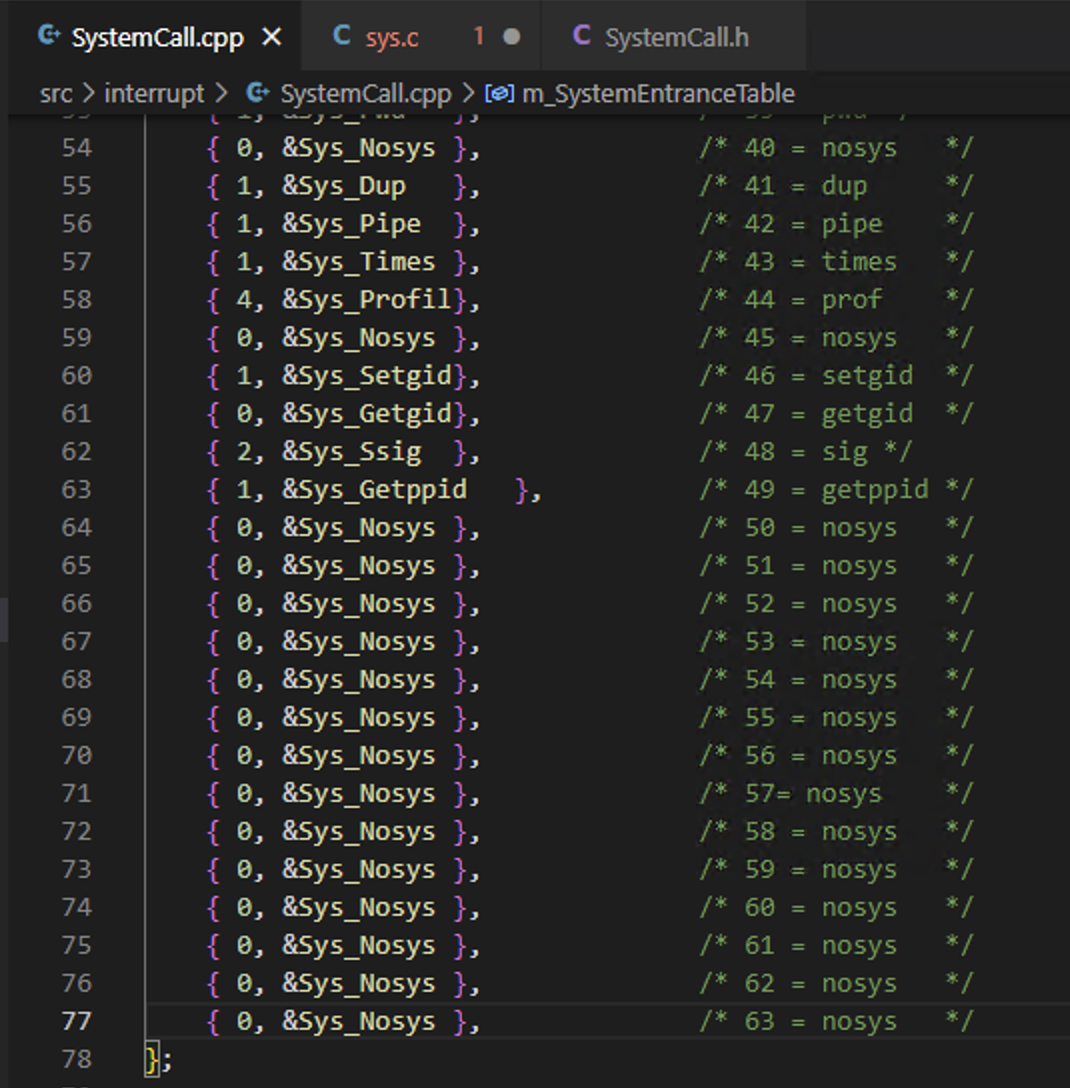 SystemCall.cpp × sys.c 1 ● SystemCall.h
src > interrupt > SystemCall.cpp > m_SystemEntranceTable
54 { 0, &Sys_Nosys }, /* 40 = nosys */
55 { 1, &Sys_Dup }, /* 41 = dup */
56 { 1, &Sys_Pipe }, /* 42 = pipe */
57 { 1, &Sys_Times }, /* 43 = times */
58 { 4, &Sys_Profil}, /* 44 = prof */
59 { 0, &Sys_Nosys }, /* 45 = nosys */
60 { 1, &Sys_Setgid}, /* 46 = setgid */
61 { 0, &Sys_Getgid}, /* 47 = getgid */
62 { 2, &Sys_Ssig }, /* 48 = sig */
63 { 1, &Sys_Getppid }, /* 49 = getppid */
64 { 0, &Sys_Nosys }, /* 50 = nosys */
65 { 0, &Sys_Nosys }, /* 51 = nosys */
66 { 0, &Sys_Nosys }, /* 52 = nosys */
67 { 0, &Sys_Nosys }, /* 53 = nosys */
68 { 0, &Sys_Nosys }, /* 54 = nosys */
69 { 0, &Sys_Nosys }, /* 55 = nosys */
70 { 0, &Sys_Nosys }, /* 56 = nosys */
71 { 0, &Sys_Nosys }, /* 57= nosys */
72 { 0, &Sys_Nosys }, /* 58 = nosys */
73 { 0, &Sys_Nosys }, /* 59 = nosys */
74 { 0, &Sys_Nosys }, /* 60 = nosys */
75 { 0, &Sys_Nosys }, /* 61 = nosys */
76 { 0, &Sys_Nosys }, /* 62 = nosys */
77 { 0, &Sys_Nosys }, /* 63 = nosys */
78 };